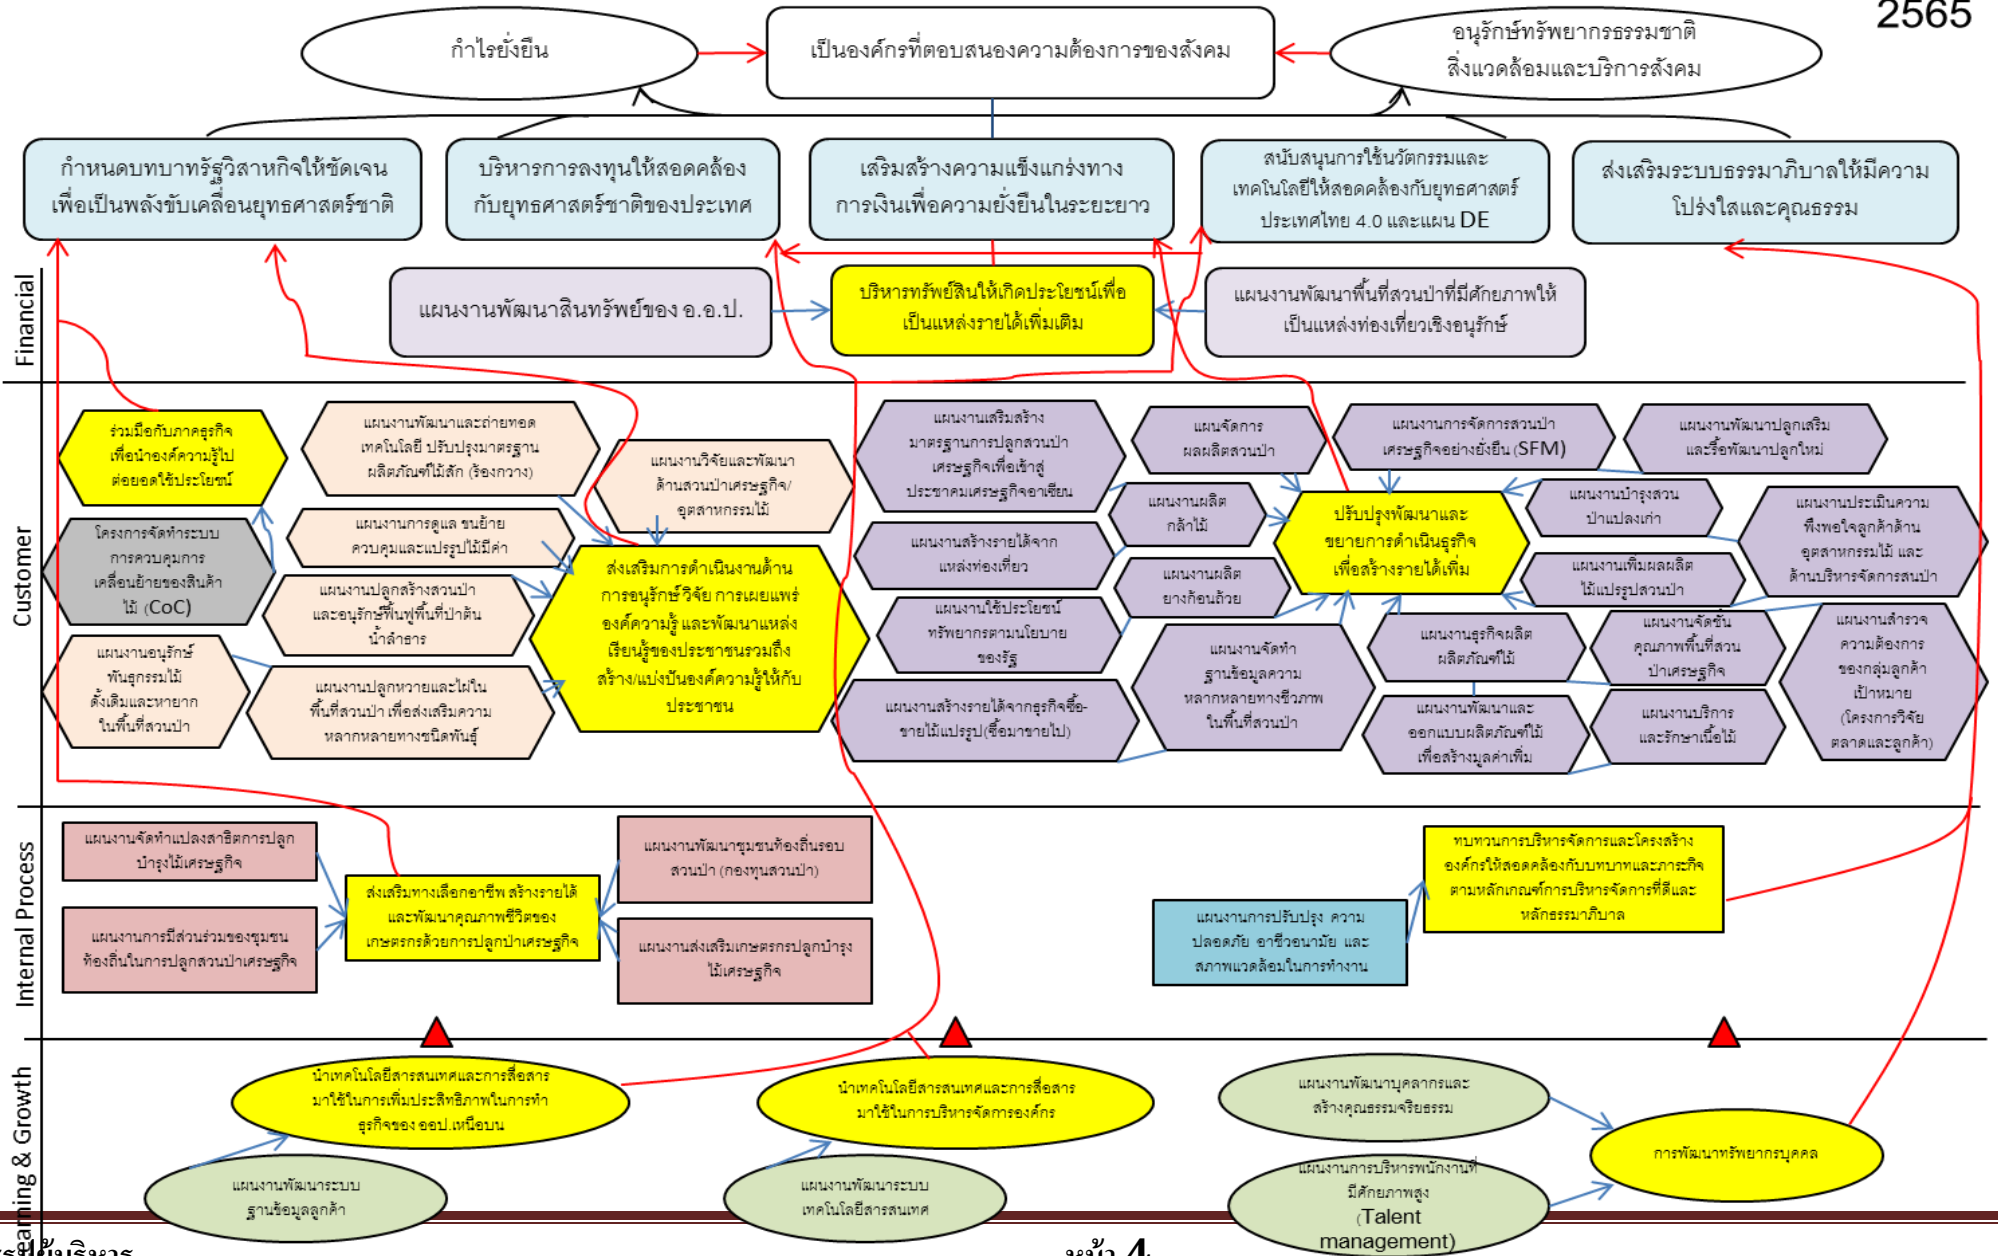 2565
กำไรยั่งยืน
เป็นองค์กรที่ตอบสนองความต้องการของสังคม
อนุรักษ์ทรัพยากรธรรมชาติ
สิ่งแวดล้อมและบริการสังคม
กำหนดบทบาทรัฐวิสาหกิจให้ชัดเจน
เพื่อเป็นพลังขับเคลื่อนยุทธศาสตร์ชาติ
บริหารการลงทุนให้สอดคล้อง
กับยุทธศาสตร์ชาติของประเทศ
เสริมสร้างความแข็งแกร่งทาง
การเงินเพื่อความยั่งยืนในระยะยาว
สนับสนุนการใช้นวัตกรรมและ
เทคโนโลยีให้สอดคล้องกับยุทธศาสตร์
ประเทศไทย 4.0 และแผน DE
ส่งเสริมระบบธรรมาภิบาลให้มีความ
โปร่งใสและคุณธรรม
Financial
แผนงานพัฒนาสินทรัพย์ของ อ.อ.ป.
บริหารทรัพย์สินให้เกิดประโยชน์เพื่อ
เป็นแหล่งรายได้เพิ่มเติม
แผนงานพัฒนาพื้นที่สวนป่าที่มีศักยภาพให้
เป็นแหล่งท่องเที่ยวเชิงอนุรักษ์
Customer
ร่วมมือกับภาคธุรกิจ
เพื่อนำองค์ความรู้ไป
ต่อยอดใช้ประโยชน์
แผนงานพัฒนาและถ่ายทอด
เทคโนโลยี ปรับปรุงมาตรฐาน
ผลิตภัณฑ์ไม้สัก (ร้องกวาง)
แผนงานวิจัยและพัฒนา
ด้านสวนป่าเศรษฐกิจ/
อุตสาหกรรมไม้
โครงการจัดทำระบบ
การควบคุมการ
เคลื่อนย้ายของสินค้า
ไม้ (CoC)
แผนงานการดูแล ขนย้าย
ควบคุมและแปรรูปไม้มีค่า
แผนงานปลูกสร้างสวนป่า
และอนุรักษ์ฟื้นฟูพื้นที่ป่าต้น
น้ำลำธาร
แผนงานอนุรักษ์
พันธุกรรมไม้
ดั้งเดิมและหายาก
ในพื้นที่สวนป่า
แผนงานปลูกหวายและไผ่ใน
พื้นที่สวนป่า เพื่อส่งเสริมความ
หลากหลายทางชนิดพันธุ์
ส่งเสริมการดำเนินงานด้าน
การอนุรักษ์ วิจัย การเผยแพร่
องค์ความรู้ และพัฒนาแหล่ง
เรียนรู้ของประชาชนรวมถึง
สร้าง/แบ่งปันองค์ความรู้ให้กับ
ประชาชน
แผนงานเสริมสร้าง
มาตรฐานการปลูกสวนป่า
เศรษฐกิจเพื่อเข้าสู่
ประชาคมเศรษฐกิจอาเซียน
แผนจัดการ
ผลผลิตสวนป่า
แผนงานการจัดการสวนป่า
เศรษฐกิจอย่างยั่งยืน (SFM)
แผนงานพัฒนาปลูกเสริม
และรื้อพัฒนาปลูกใหม่
แผนงานผลิต
กล้าไม้
ปรับปรุงพัฒนาและ
ขยายการดำเนินธุรกิจ
เพื่อสร้างรายได้เพิ่ม
แผนงานบำรุงสวน
ป่าแปลงเก่า
แผนงานประเมินความ
พึงพอใจลูกค้าด้าน
อุตสาหกรรมไม้ และ
ด้านบริหารจัดการสนป่า
แผนงานสร้างรายได้จาก
แหล่งท่องเที่ยว
แผนงานผลิต
ยางก้อนถ้วย
แผนงานเพิ่มผลผลิต
ไม้แปรรูปสวนป่า
แผนงานใช้ประโยชน์
ทรัพยากรตามนโยบาย
ของรัฐ
แผนงานจัดทำ
ฐานข้อมูลความ
หลากหลายทางชีวภาพ
ในพื้นที่สวนป่า
แผนงานธุรกิจผลิต
ผลิตภัณฑ์ไม้
แผนงานจัดชั้น
คุณภาพพื้นที่สวน
ป่าเศรษฐกิจ
แผนงานสำรวจ
ความต้องการ
ของกลุ่มลูกค้า
เป้าหมาย
(โครงการวิจัย
ตลาดและลูกค้า)
แผนงานสร้างรายได้จากธุรกิจซื้อ-
ขายไม้แปรรูป(ซื้อมาขายไป)
แผนงานพัฒนาและ
ออกแบบผลิตภัณฑ์ไม้
เพื่อสร้างมูลค่าเพิ่ม
แผนงานบริการ
และรักษาเนื้อไม้
Internal Process
แผนงานจัดทำแปลงสาธิตการปลูก
บำรุงไม้เศรษฐกิจ
แผนงานการมีส่วนร่วมของชุมชน
ท้องถิ่นในการปลูกสวนป่าเศรษฐกิจ
ส่งเสริมทางเลือกอาชีพ สร้างรายได้
และพัฒนาคุณภาพชีวิตของ
เกษตรกรด้วยการปลูกป่าเศรษฐกิจ
แผนงานพัฒนาชุมชนท้องถิ่นรอบ
สวนป่า (กองทุนสวนป่า)
แผนงานส่งเสริมเกษตรกรปลูกบำรุง
ไม้เศรษฐกิจ
แผนงานการปรับปรุง ความ
ปลอดภัย อาชีวอนามัย และ
สภาพแวดล้อมในการทำงาน
ทบทวนการบริหารจัดการและโครงสร้าง
องค์กรให้สอดคล้องกับบทบาทและภาระกิจ
ตามหลักเกณฑ์การบริหารจัดการที่ดีและ
หลักธรรมาภิบาล
Learning & Growth
นำเทคโนโลยีสารสนเทศและการสื่อสาร
มาใช้ในการเพิ่มประสิทธิภาพในการทำ
ธุรกิจของ ออป.เหนือบน
แผนงานพัฒนาระบบ
ฐานข้อมูลลูกค้า
นำเทคโนโลยีสารสนเทศและการสื่อสาร
มาใช้ในการบริหารจัดการองค์กร
แผนงานพัฒนาระบบ
เทคโนโลยีสารสนเทศ
แผนงานพัฒนาบุคลากรและ
สร้างคุณธรรมจริยธรรม
การพัฒนาทรัพยากรบุคคล
แผนงานการบริหารพนักงานที่
มีศักยภาพสูง
(Talent
management)
หน้า 4